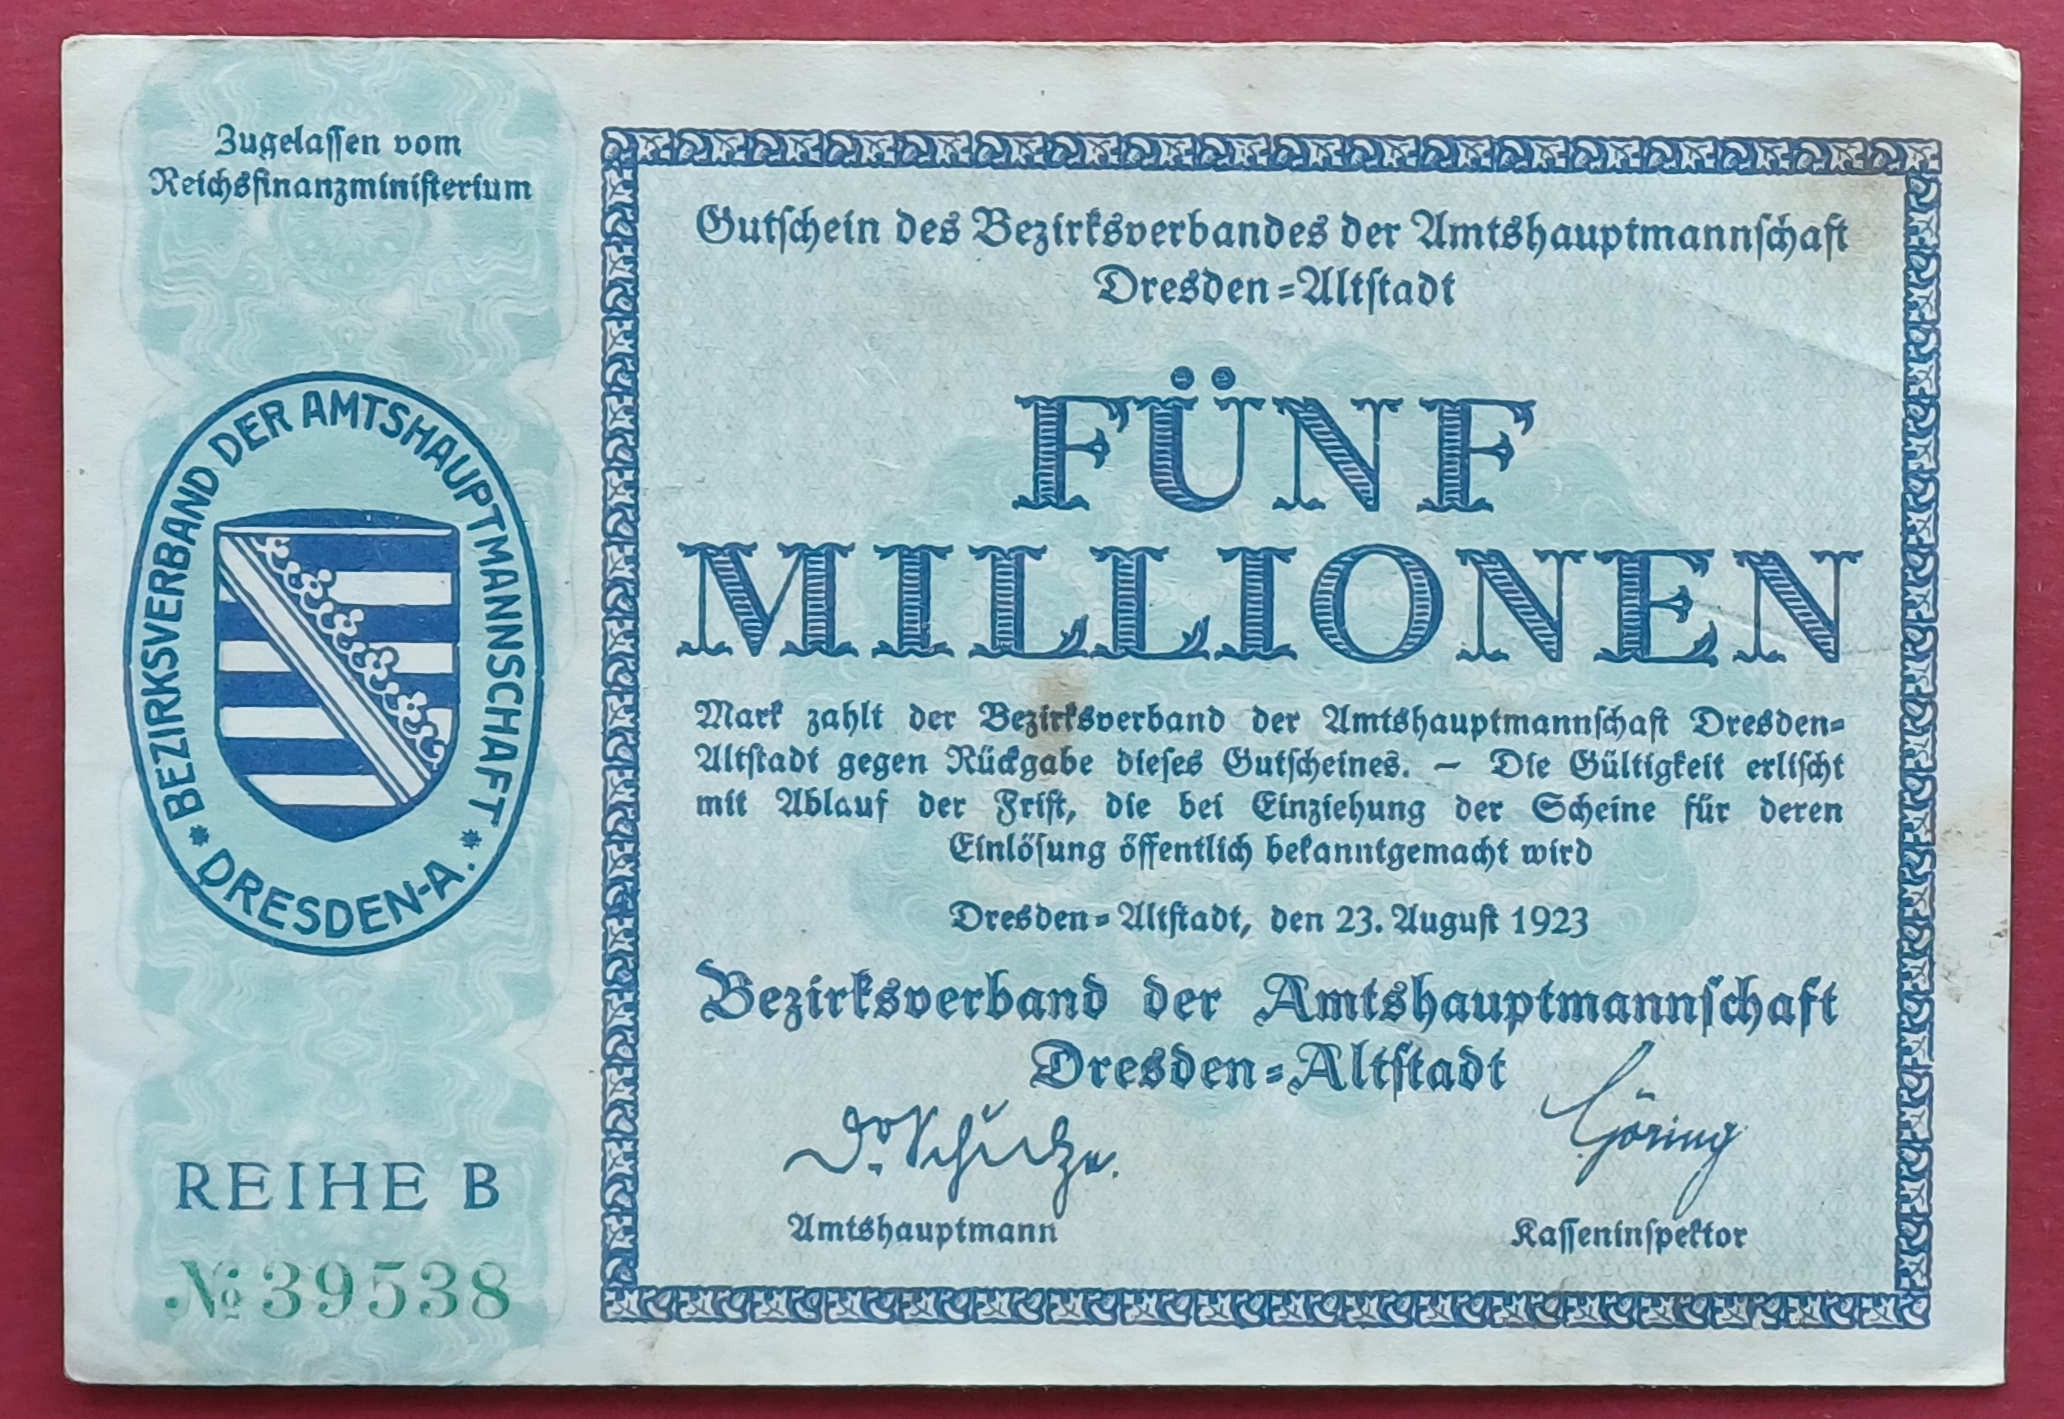 Zugelassen vom
Reichsfinanzministerium
BEZIRKSVERBAND DER AMTSHAUPTMANNSCHAFT
* DRESDEN-A. *
REIHE B
№ 39538
Gutschein des Bezirksverbandes der Amtshauptmannschaft
Dresden-Altstadt
FÜNF
MILLIONEN
Mark zahlt der Bezirksverband der Amtshauptmannschaft Dresden-
Altstadt gegen Rückgabe dieses Gutscheines. – Die Gültigkeit erlischt
mit Ablauf der Frist, die bei Einziehung der Scheine für deren
Einlösung öffentlich bekanntgemacht wird
Dresden-Altstadt, den 23. August 1923
Bezirksverband der Amtshauptmannschaft
Dresden-Altstadt
Dr.
Göring
Amtshauptmann
Kasseninspektor